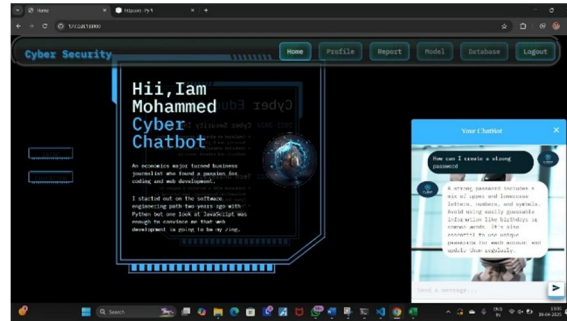 Home
Cyber Security
Home Profile Report Model Database Logout
Hii,Iam
Mohammed
Cyber
Chatbot
An economics major turned business
journalist who found a passion for
coding and web development.
I started out on the software
engineering path two years ago with
Python but one look at JavaScript was
enough to convince me that web
development is going to be my zing.
Your ChatBot
How can I create a strong
password
A strong password includes a
mix of upper and lowercase
letters, numbers, and symbols.
Avoid using easily guessable
information like birthdays or
common words. It's also
essential to use unique
passwords for each account and
update them regularly.
Send a message...
Search